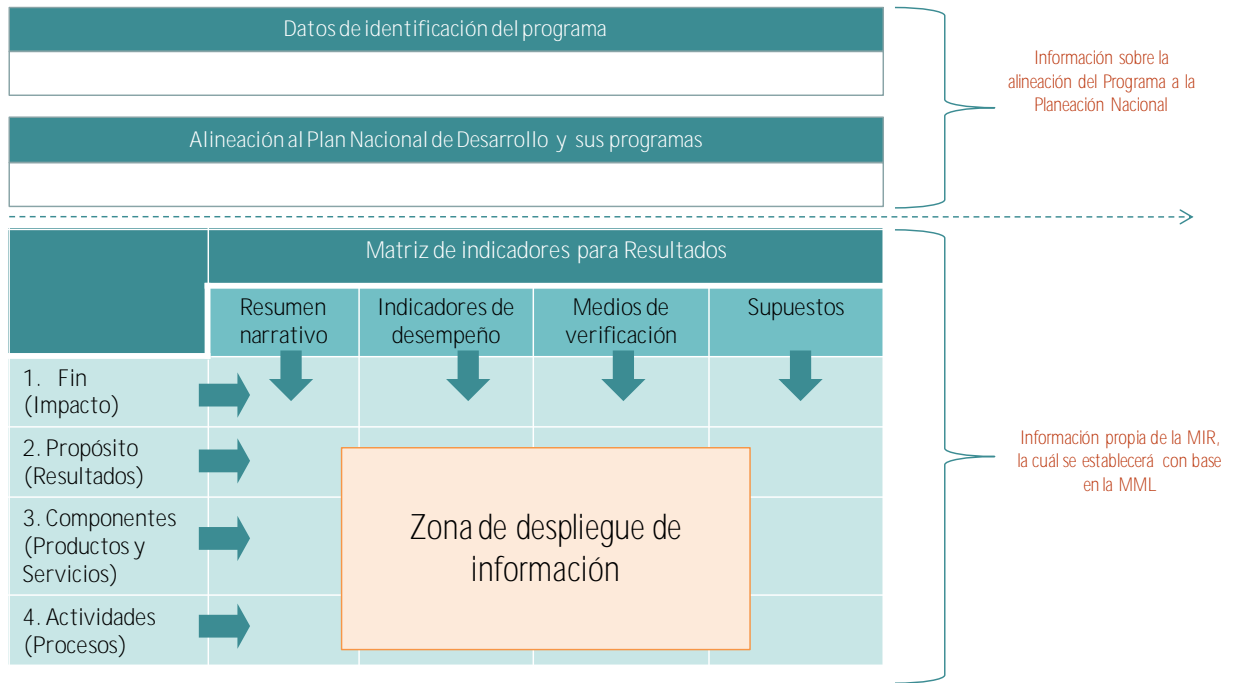 Datos de identificación del programa
Información sobre la
alineación del Programa a la
Planeación Nacional
Alineación al Plan Nacional de Desarrollo y sus programas
Matriz de indicadores para Resultados
Resumen
narrativo
Indicadores de
desempeño
Medios de
verificación
Supuestos
1. Fin
(Impacto)
2. Propósito
(Resultados)
3. Componentes
(Productos y
Servicios)
4. Actividades
(Procesos)
Zona de despliegue de
información
Información propia de la MIR,
la cuál se establecerá con base
en la MML